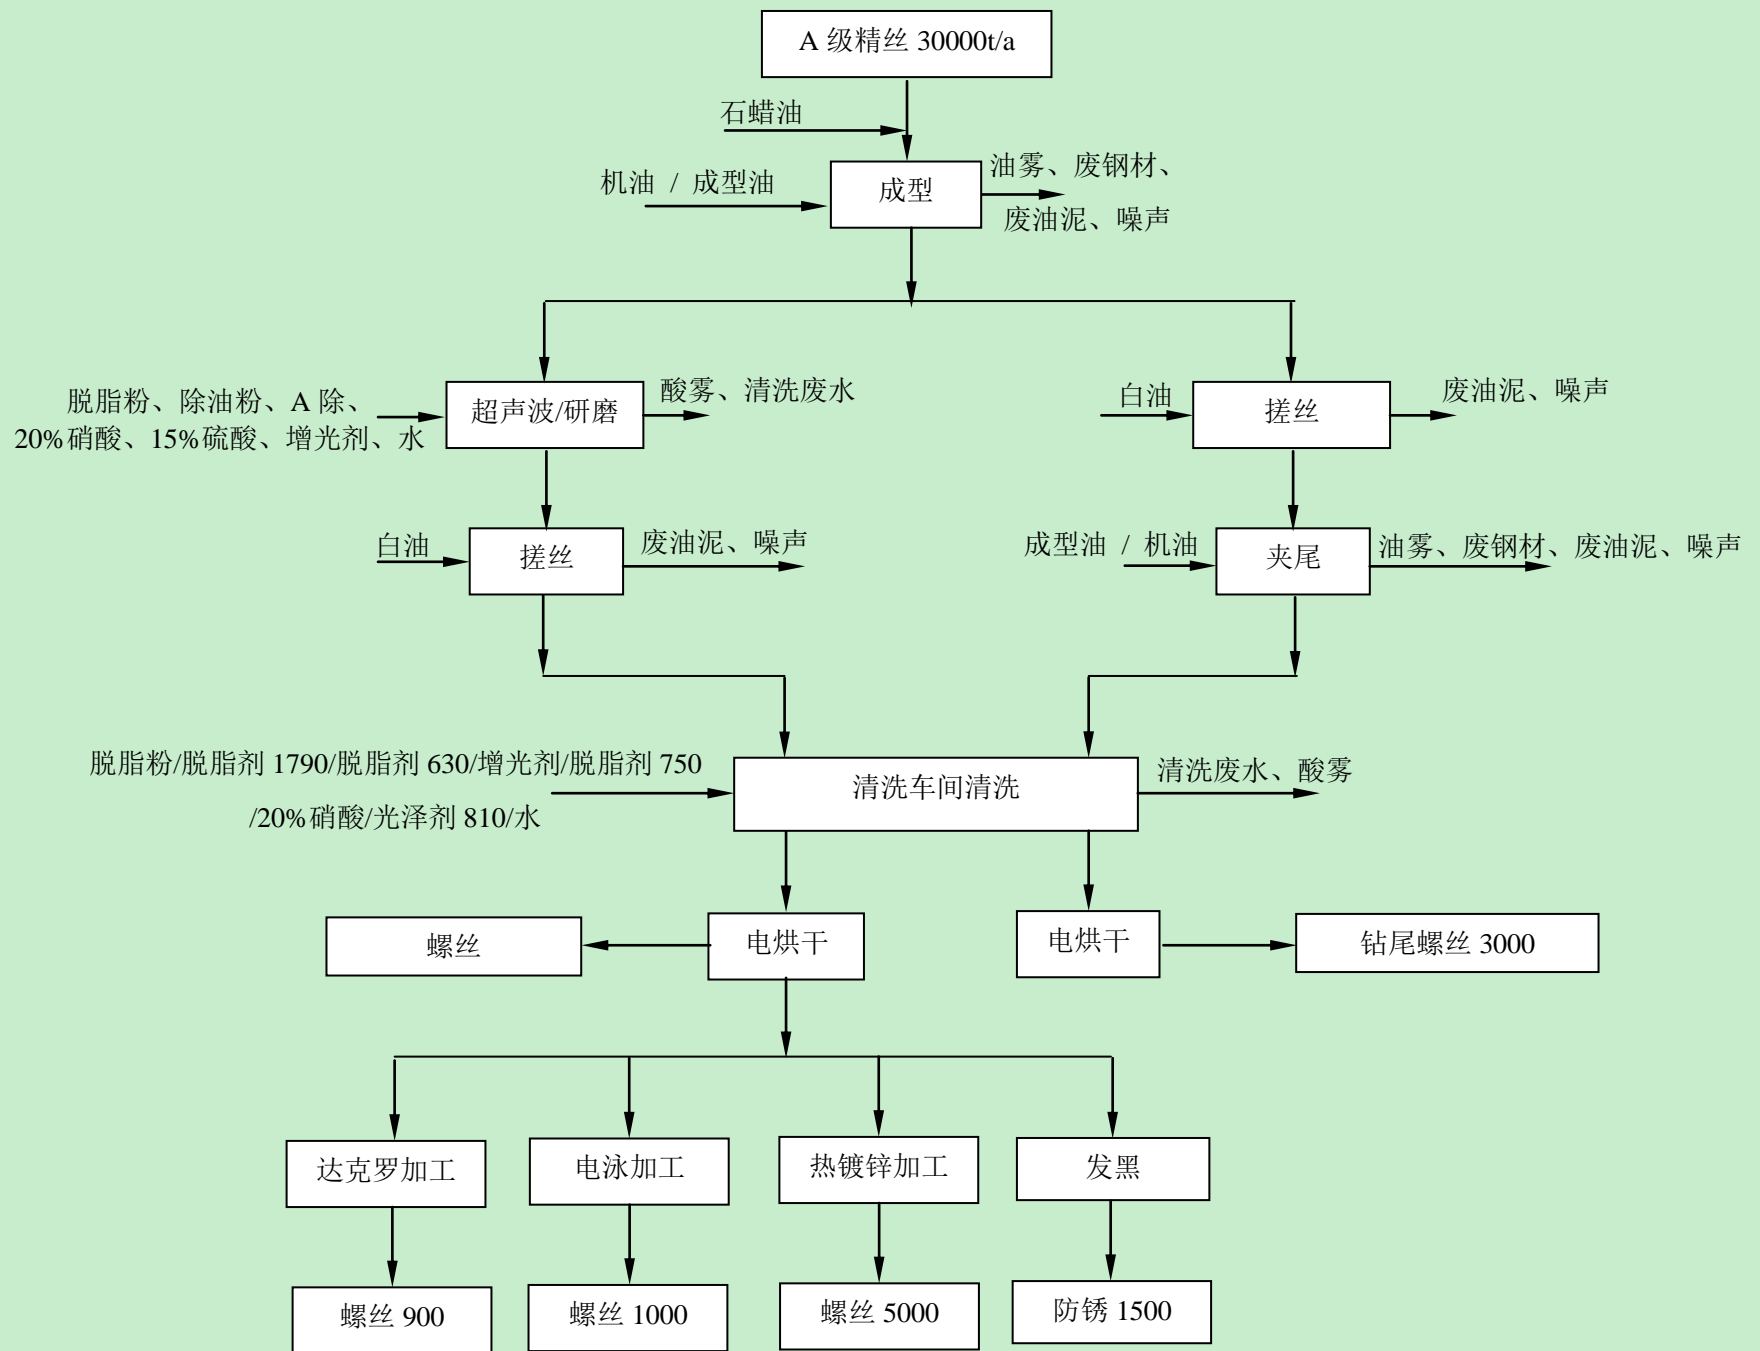 A 级精丝 30000t/a
石蜡油
机油 / 成型油
成型
油雾、废钢材、
废油泥、噪声
脱脂粉、除油粉、A 除、
20%硝酸、15%硫酸、增光剂、水
超声波/研磨
酸雾、清洗废水
白油
搓丝
废油泥、噪声
白油
搓丝
废油泥、噪声
成型油 / 机油
夹尾
油雾、废钢材、废油泥、噪声
脱脂粉/脱脂剂 1790/脱脂剂 630/增光剂/脱脂剂 750
/20%硝酸/光泽剂 810/水
清洗车间清洗
清洗废水、酸雾
螺丝
电烘干
电烘干
钻尾螺丝 3000
达克罗加工
电泳加工
热镀锌加工
发黑
螺丝 900
螺丝 1000
螺丝 5000
防锈 1500